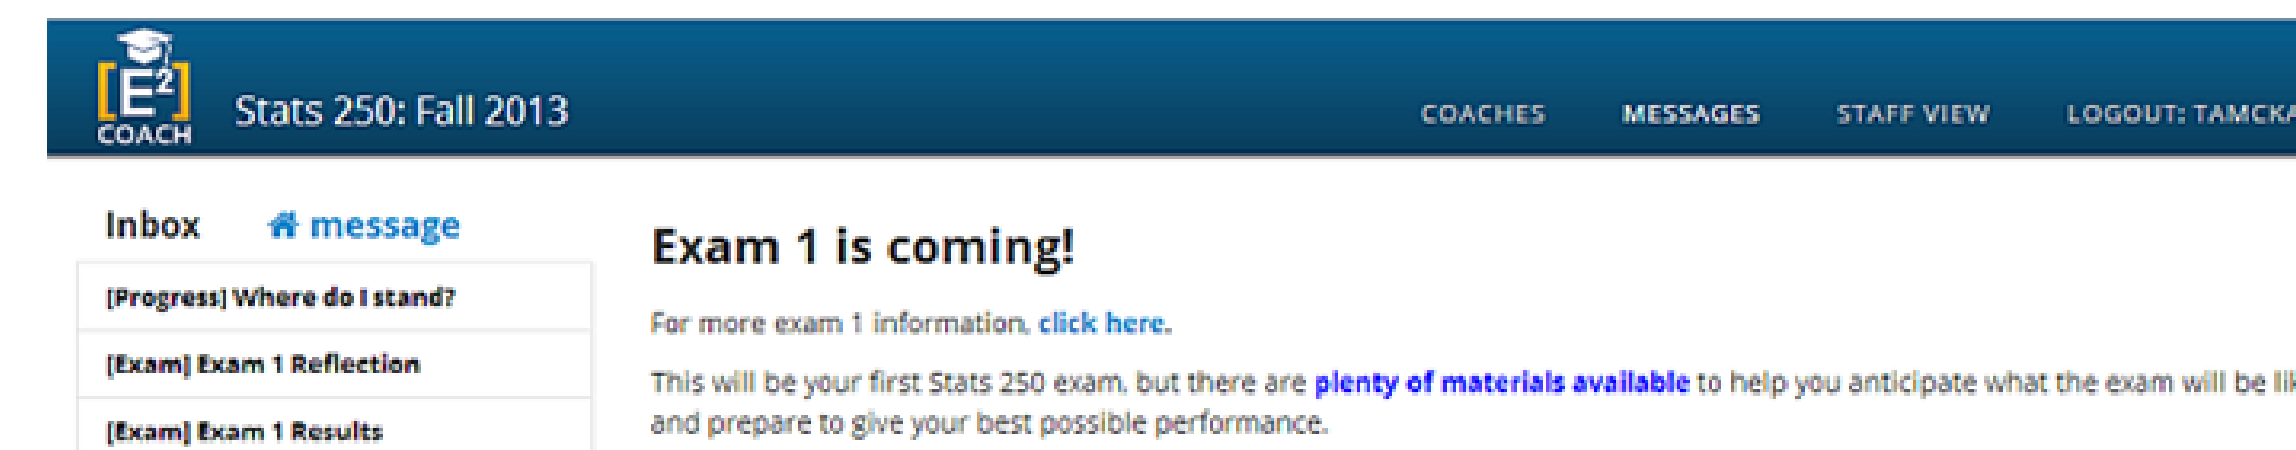 [E²]
COACH
Stats 250: Fall 2013
COACHES
MESSAGES
STAFF VIEW
LOGOUT: TAMCKA
Inbox
message
[Progress] Where do I stand?
[Exam] Exam 1 Reflection
[Exam] Exam 1 Results
Exam 1 is coming!
For more exam 1 information, click here.
This will be your first Stats 250 exam, but there are plenty of materials available to help you anticipate what the exam will be
and prepare to give your best possible performance.